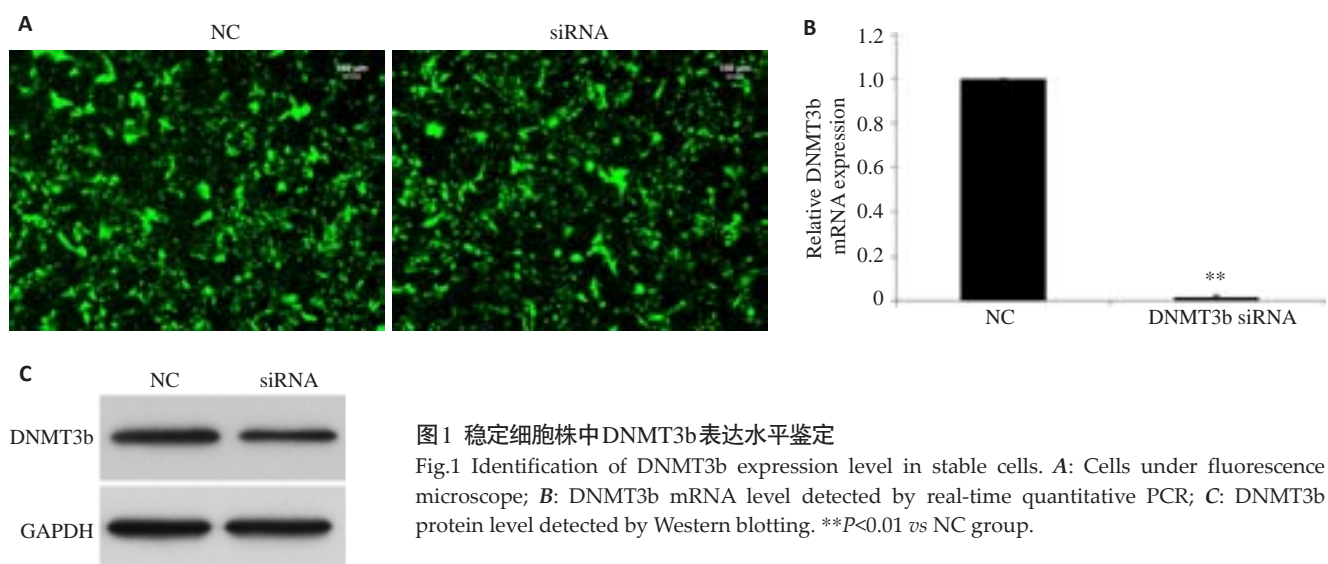 A
NC
siRNA
B
Relative DNMT3b
mRNA expression
1.2
1.0
0.8
0.6
0.4
0.2
0
**
NC
DNMT3b siRNA
C
NC
siRNA
DNMT3b
GAPDH
图1 稳定细胞株中DNMT3b表达水平鉴定
Fig.1 Identification of DNMT3b expression level in stable cells. A: Cells under fluorescence
microscope; B: DNMT3b mRNA level detected by real-time quantitative PCR; C: DNMT3b
protein level detected by Western blotting. **P<0.01 vs NC group.